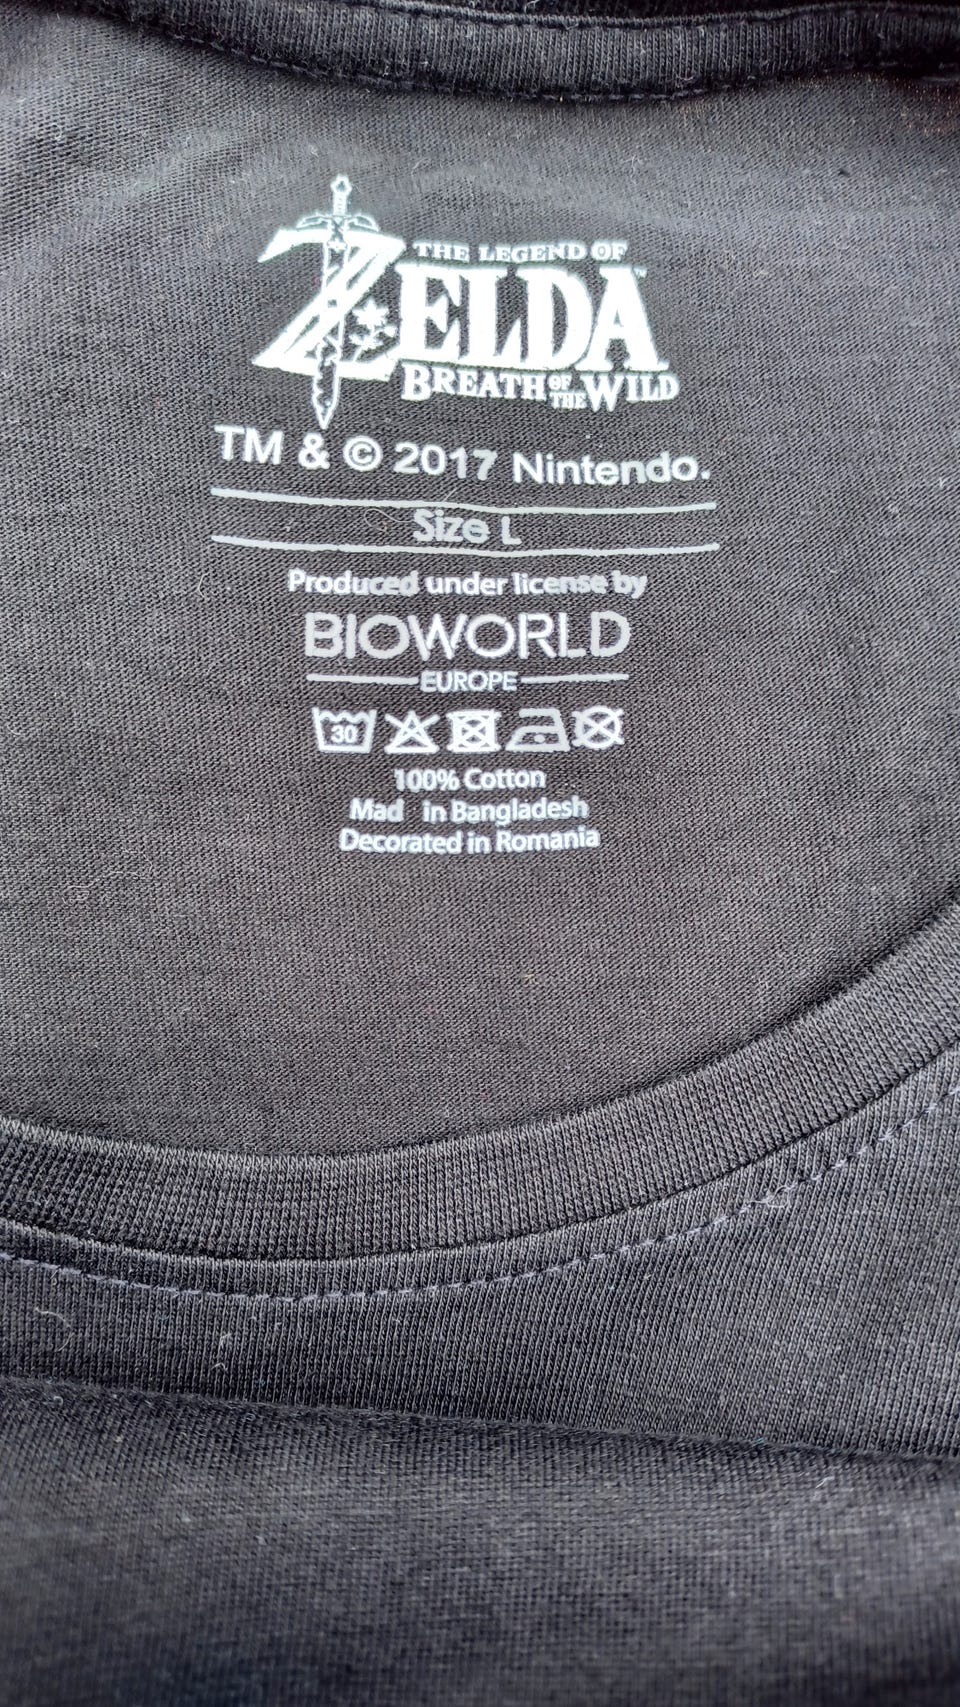 THE LEGEND OF
ZELDA™
BREATH OF THE WILD
TM & © 2017 Nintendo.
Size L
Produced under license by
BIOWORLD
EUROPE
30
100% Cotton
Mad in Bangladesh
Decorated in Romania